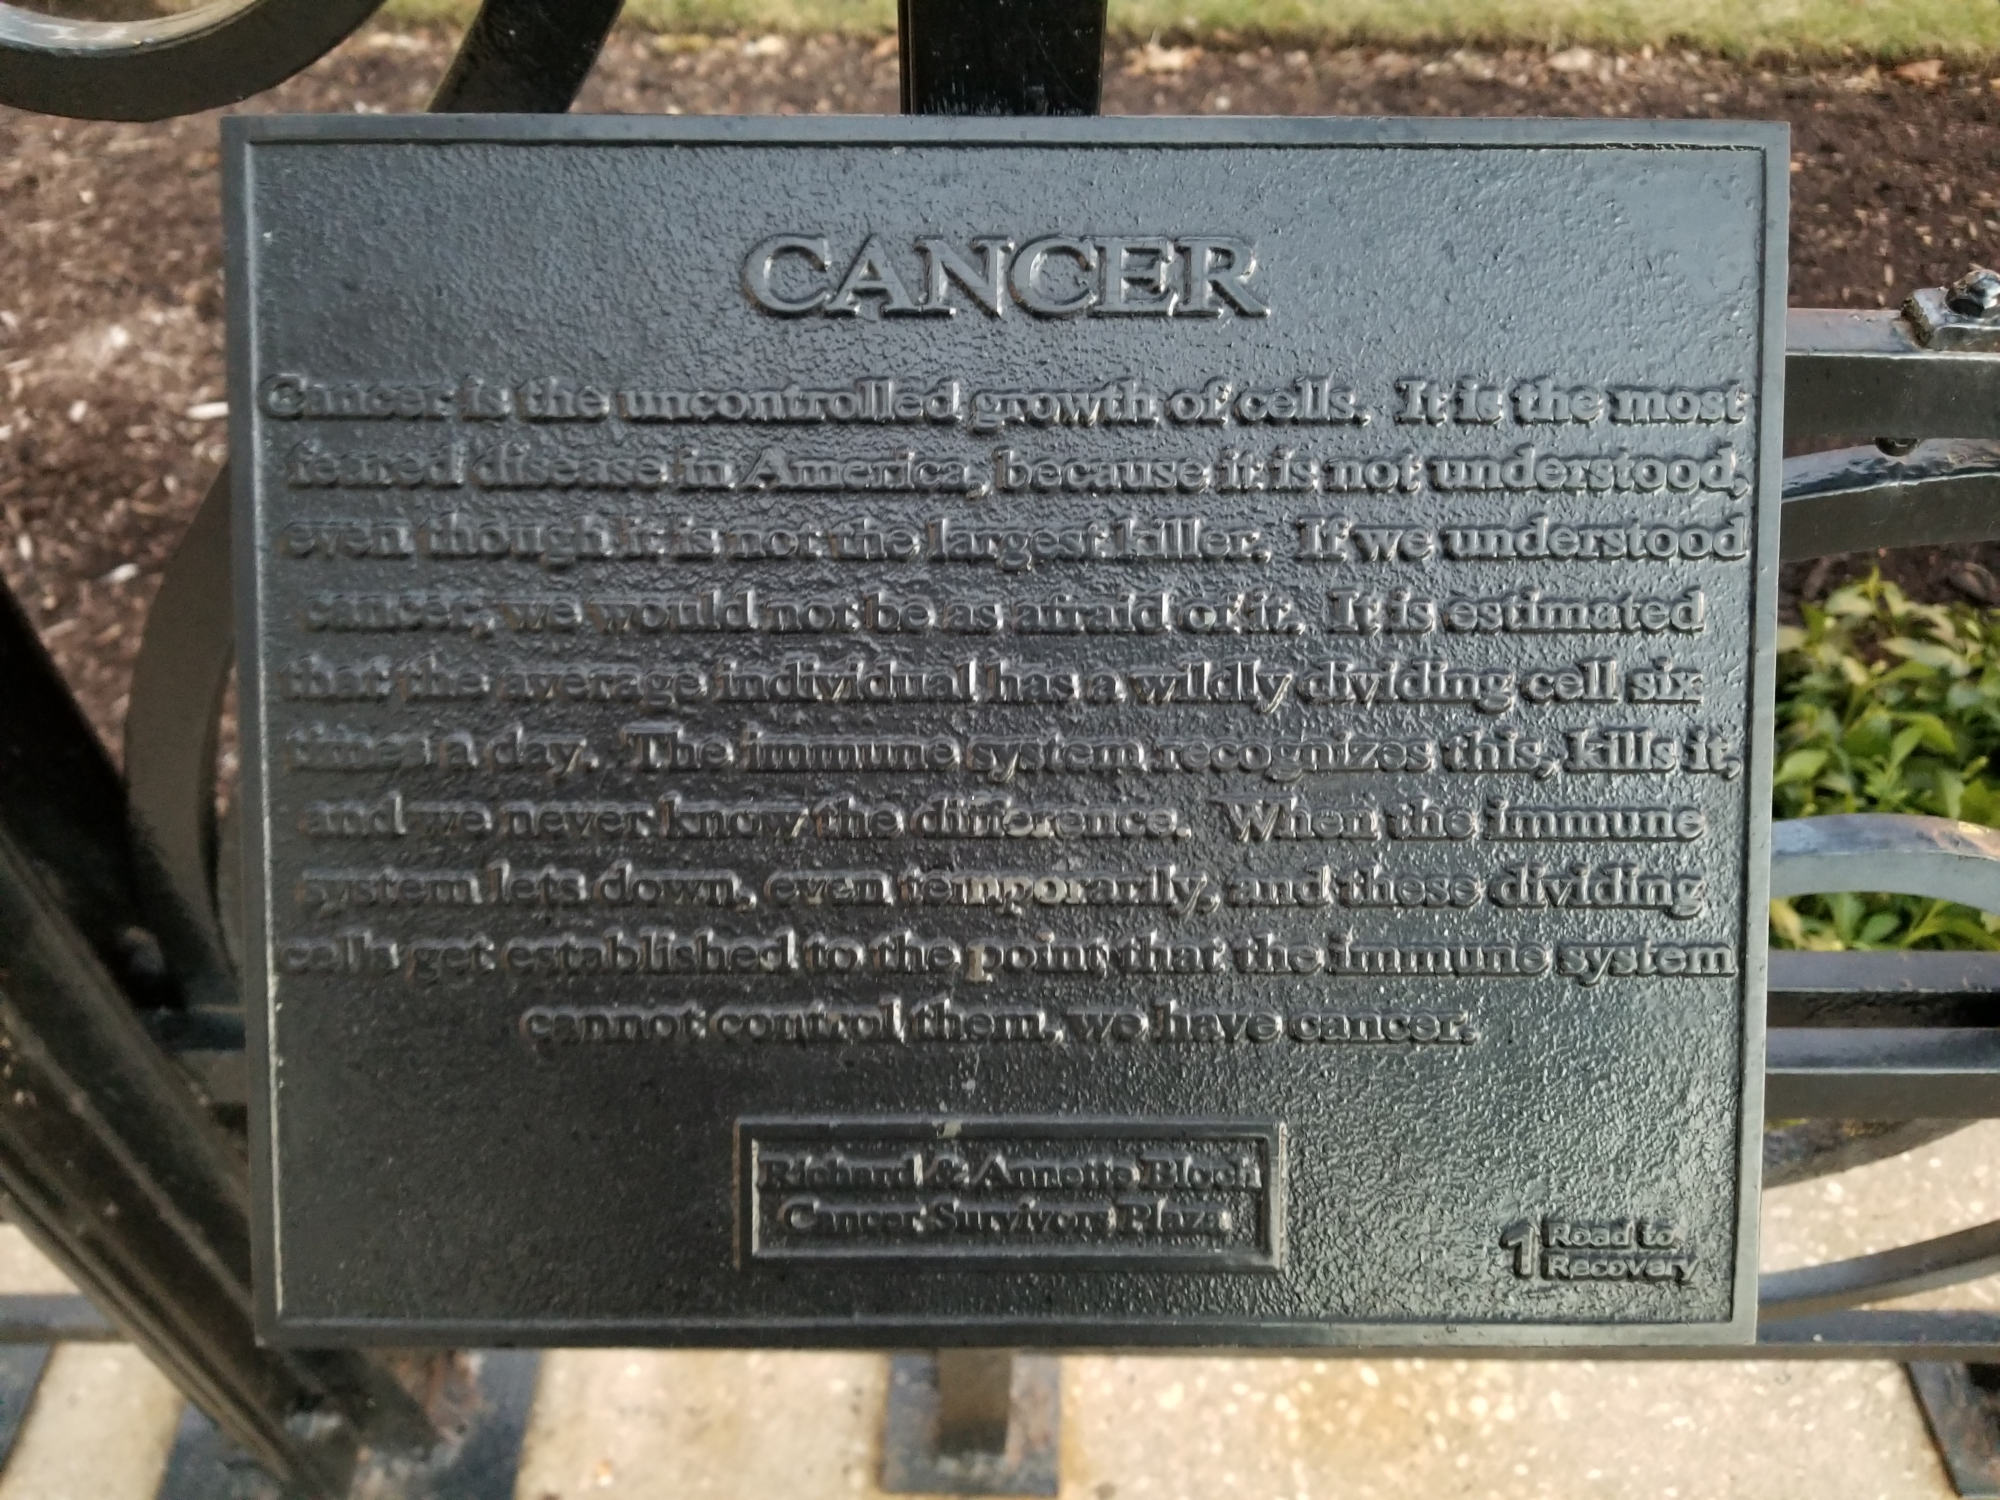 CANCER
Cancer is the uncontrolled growth of cells. It is the most
feared disease in America, because it is not understood,
even though it is not the largest killer. If we understood
cancer, we would not be as afraid of it. It is estimated
that the average individual has a wildly dividing cell six
times a day. The immune system recognizes this, kills it,
and we never know the difference. When the immune
system lets down, even temporarily, and these dividing
cells get established to the point that the immune system
cannot control them, we have cancer.
Richard & Annette Bloch
Cancer Survivors Plaza
1 Road to
Recovery